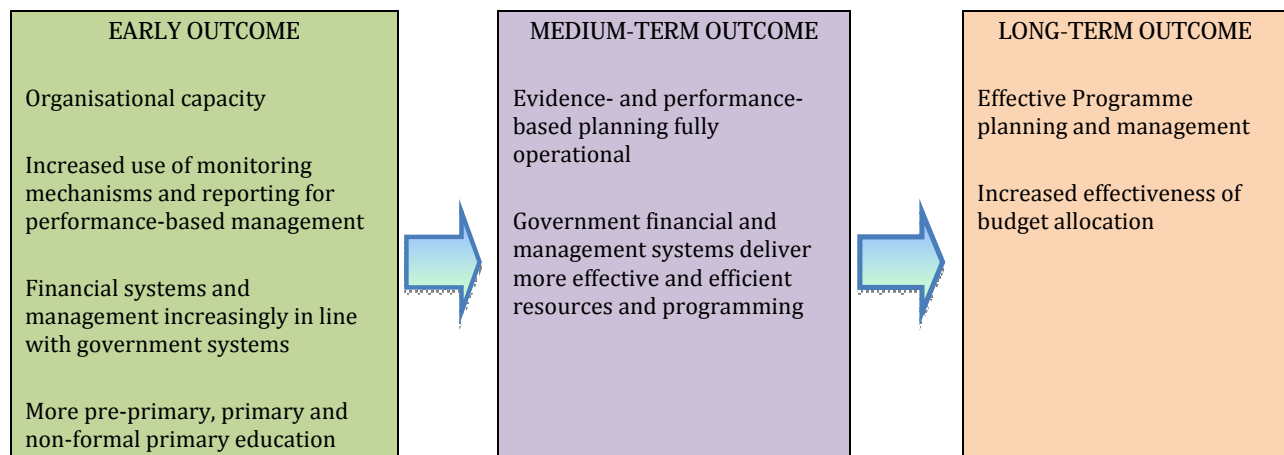 EARLY OUTCOME
Organisational capacity
Increased use of monitoring
mechanisms and reporting for
performance-based management
Financial systems and
management increasingly in line
with government systems
More pre-primary, primary and
non-formal primary education
MEDIUM-TERM OUTCOME
Evidence- and performance-
based planning fully
operational
Government financial and
management systems deliver
more effective and efficient
resources and programming
LONG-TERM OUTCOME
Effective Programme
planning and management
Increased effectiveness of
budget allocation